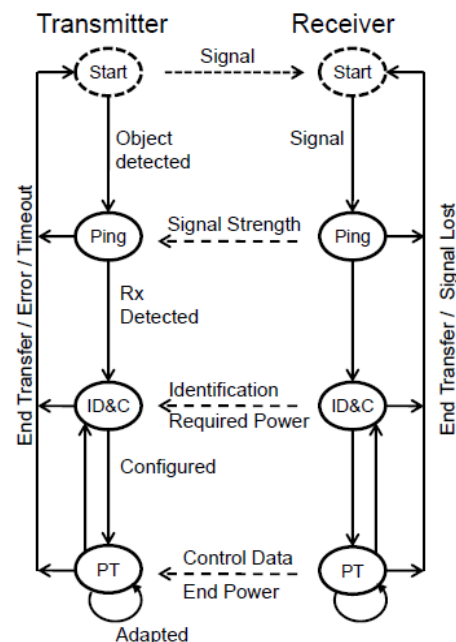 Transmitter Receiver
Start Signal Start
Object
detected
Signal
Ping Signal Strength Ping
Rx
Detected
ID&C Identification
Required Power ID&C
Configured
PT Control Data
End Power PT
Adapted
End Transfer / Error / Timeout
End Transfer / Signal Lost